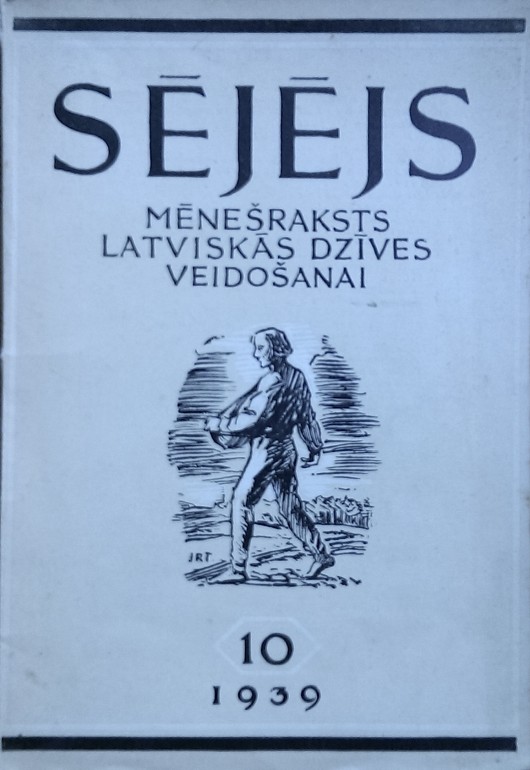 SĒJĒJS
MĒNEŠRAKSTS
LATVISKĀS DZĪVES
VEIDOŠANAI
JRT
10
1939